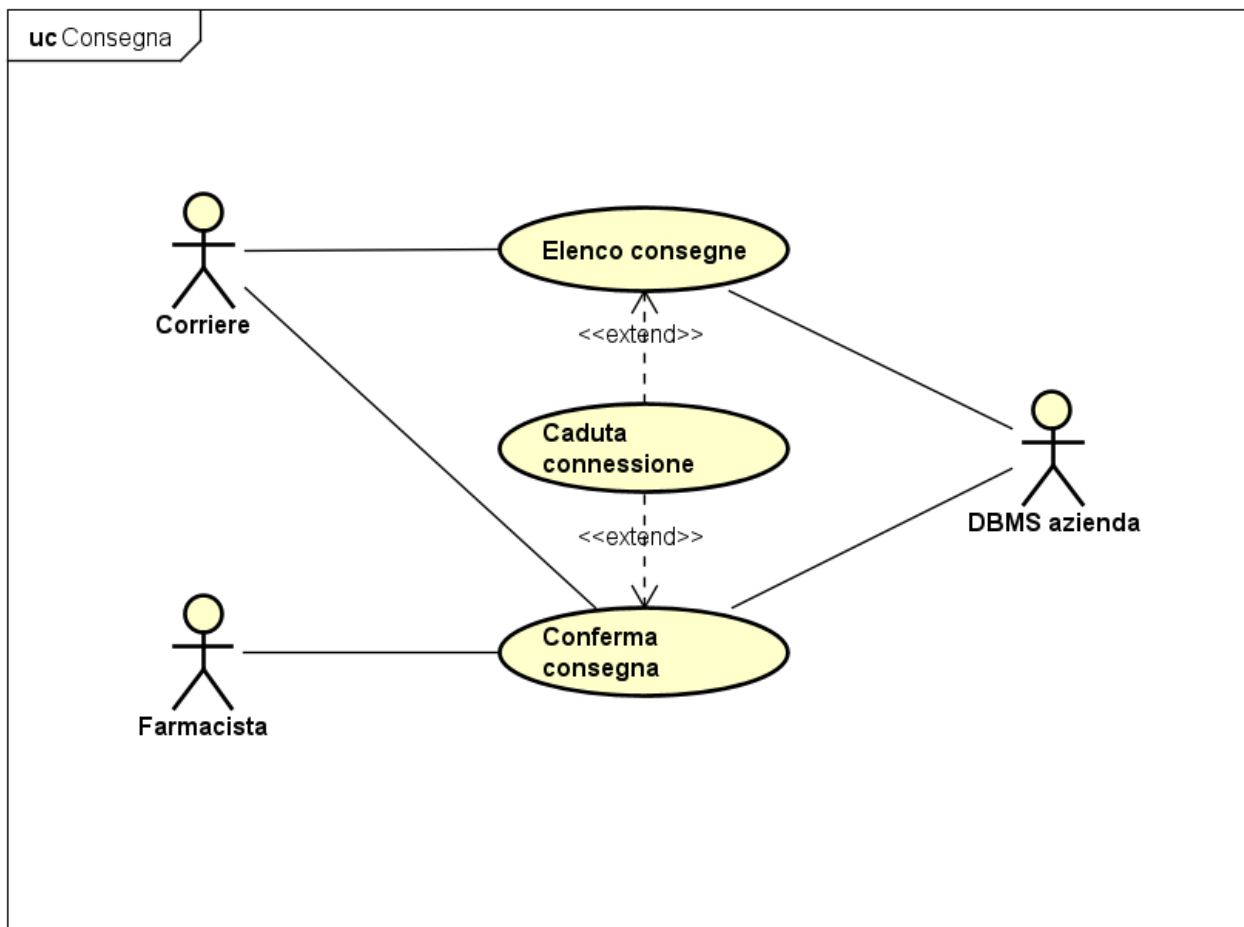 uc Consegna
Elenco consegne
Corriere
<<extend>>
Caduta
connessione
DBMS azienda
<<extend>>
Conferma
consegna
Farmacista